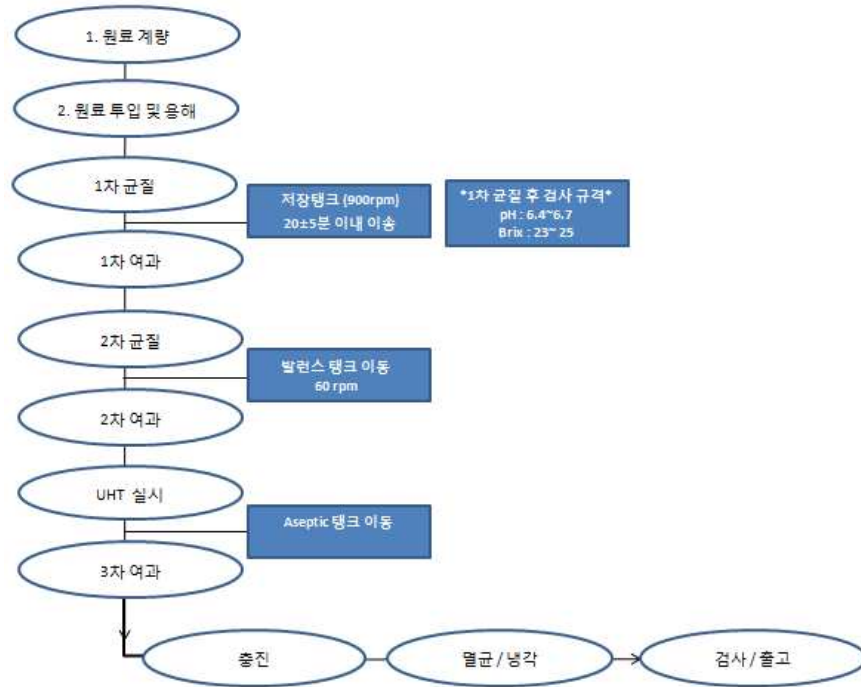 1. 원료 계량
2. 원료 투입 및 용해
1차 균질
저장탱크 (900rpm)
20±5분 이내 이송
*1차 균질 후 검사 규격*
pH : 6.4~6.7
Brix : 23~ 25
1차 여과
2차 균질
발런스 탱크 이동
60 rpm
2차 여과
UHT 실시
Aseptic 탱크 이동
3차 여과
충진
멸균 / 냉각
검사 / 출고